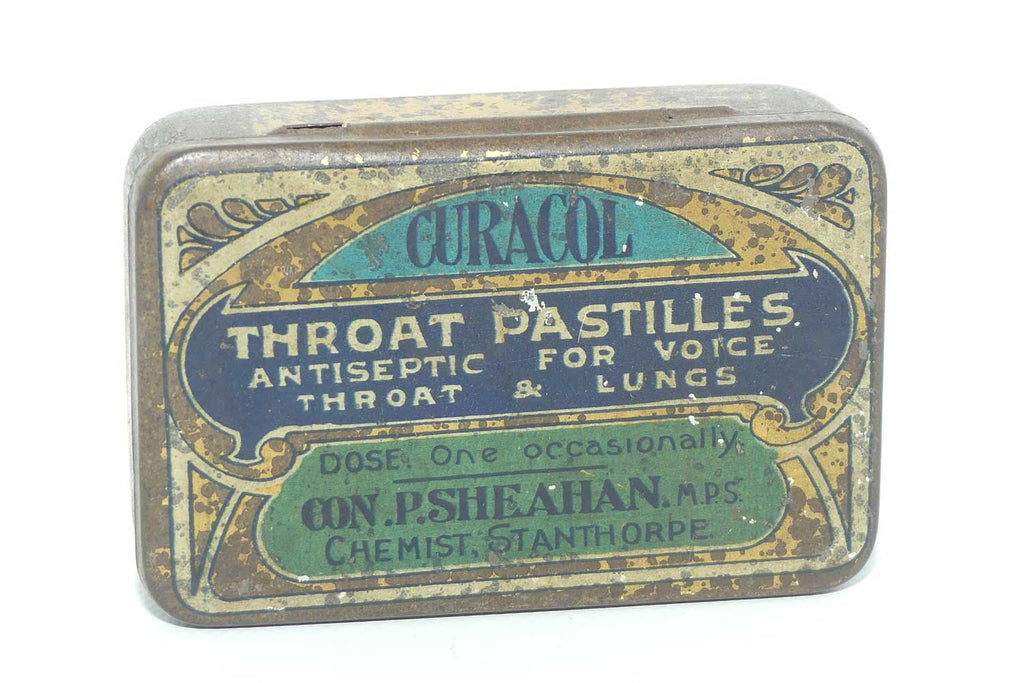 CURACOL
THROAT PASTILLES
ANTISEPTIC FOR VOICE
THROAT & LUNGS
DOSE. One occasionally.
CON. P. SHEAHAN. M.P.S.
CHEMIST, STANTHORPE.